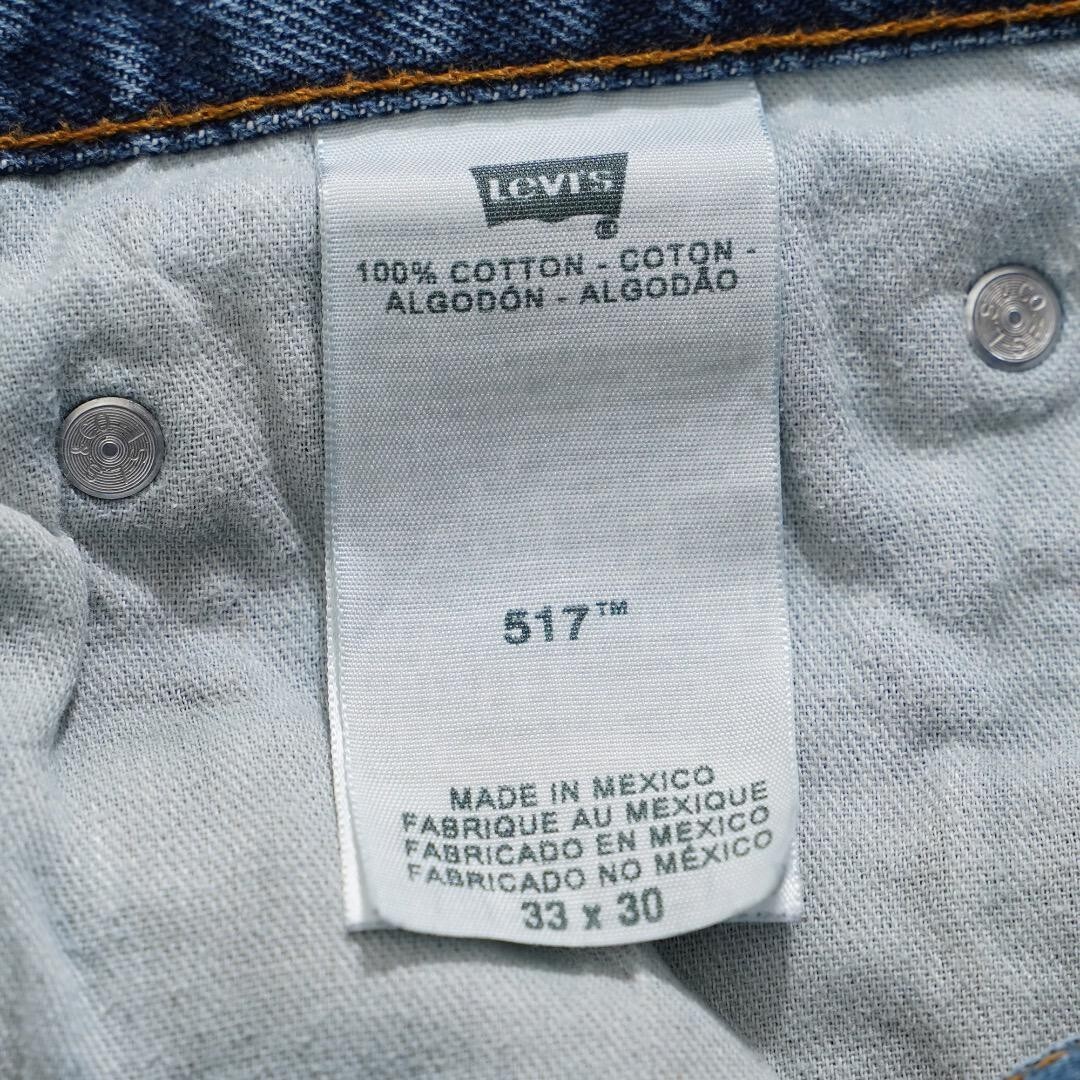 Levi's
100% COTTON - COTON -
ALGODÓN - ALGODÃO
517™
MADE IN MEXICO
FABRIQUE AU MEXIQUE
FABRICADO EN MÉXICO
FABRICADO NO MÉXICO
33 x 30